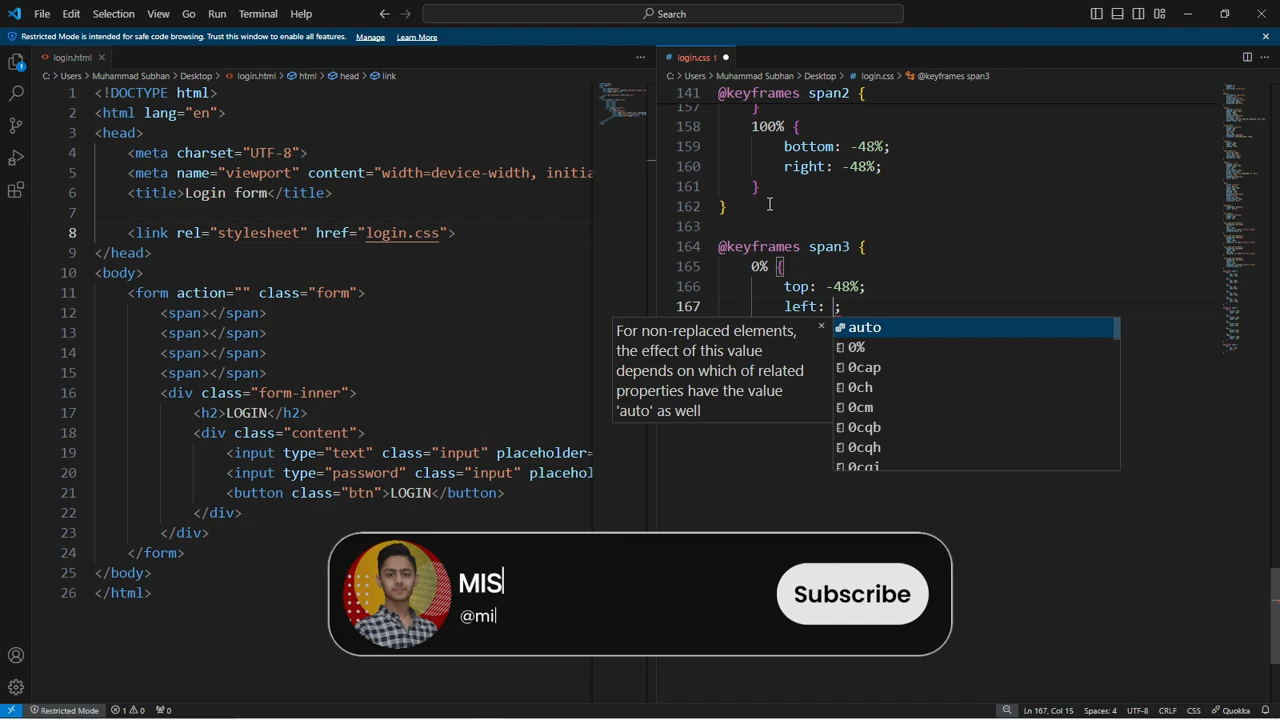 File Edit Selection View Go Run Terminal Help
Search
Restricted Mode is intended for safe code browsing. Trust this window to enable all features. Manage Learn More
login.html
C: > Users > Muhammad Subhan > Desktop > login.html > html > head > link
1 <!DOCTYPE html>
2 <html lang="en">
3 <head>
4 <meta charset="UTF-8">
5 <meta name="viewport" content="width=device-width, initia
6 <title>Login form</title>
7
8 <link rel="stylesheet" href="login.css">
9 </head>
10 <body>
11 <form action="" class="form">
12 <span></span>
13 <span></span>
14 <span></span>
15 <span></span>
16 <div class="form-inner">
17 <h2>LOGIN</h2>
18 <div class="content">
19 <input type="text" class="input" placeholder=
20 <input type="password" class="input" placehol
21 <button class="btn">LOGIN</button>
22 </div>
23 </div>
24 </form>
25 </body>
26 </html>
login.css 1
C: > Users > Muhammad Subhan > Desktop > login.css > @keyframes span3
141 @keyframes span2 {
157 }
158 100% {
159 bottom: -48%;
160 right: -48%;
161 }
162 }
163
164 @keyframes span3 {
165 0% {
166 top: -48%;
167 left: ;
For non-replaced elements,
the effect of this value
depends on which of related
properties have the value
'auto' as well
auto
0%
0cap
0ch
0cm
0cqb
0cqh
0cqi
MIS
@mi
Subscribe
1
Restricted Mode 1 0 0
Ln 167, Col 15 Spaces: 4 UTF-8 CRLF CSS Quokka